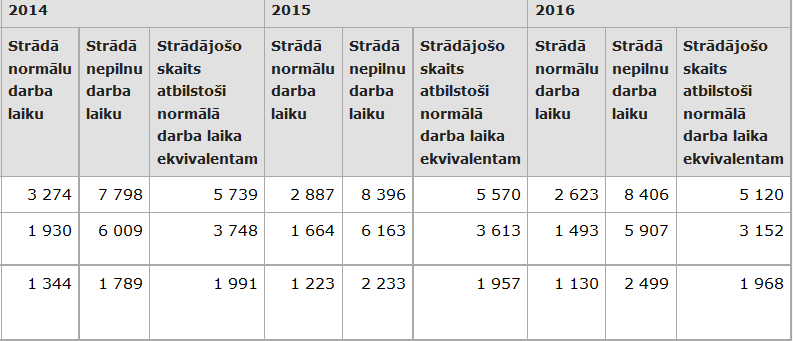 2014 2015 2016
Strādā normālu darba laiku Strādā nepilnu darba laiku Strādājošo skaits atbilstoši normālā darba laika ekvivalentam Strādā normālu darba laiku Strādā nepilnu darba laiku Strādājošo skaits atbilstoši normālā darba laika ekvivalentam Strādā normālu darba laiku Strādā nepilnu darba laiku Strādājošo skaits atbilstoši normālā darba laika ekvivalentam
3 274 7 798 5 739 2 887 8 396 5 570 2 623 8 406 5 120
1 930 6 009 3 748 1 664 6 163 3 613 1 493 5 907 3 152
1 344 1 789 1 991 1 223 2 233 1 957 1 130 2 499 1 968